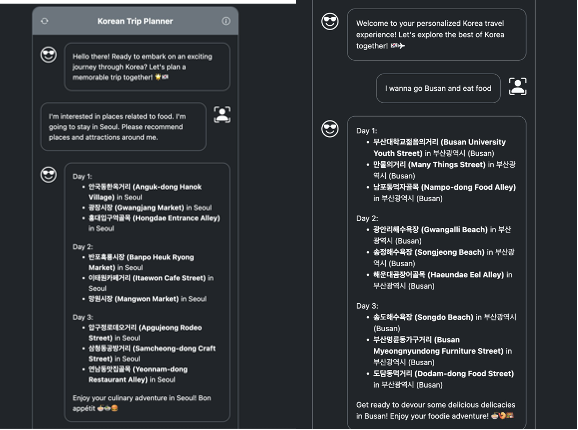 Korean Trip Planner
Hello there! Ready to embark on an exciting
journey through Korea? Let's plan a
memorable trip together! 🌟🇰🇷
I'm interested in places related to food. I'm
going to stay in Seoul. Please recommend
places and attractions around me.
Day 1:
• 안국동한옥거리 (Anguk-dong Hanok
Village) in Seoul
• 광장시장 (Gwangjang Market) in Seoul
• 홍대입구역골목 (Hongdae Entrance Alley)
in Seoul
Day 2:
• 반포흑룡시장 (Banpo Heuk Ryong
Market) in Seoul
• 이태원카페거리 (Itaewon Cafe Street) in
Seoul
• 망원시장 (Mangwon Market) in Seoul
Day 3:
• 압구정로데오거리 (Apgujeong Rodeo
Street) in Seoul
• 삼청동공방거리 (Samcheong-dong Craft
Street) in Seoul
• 연남동맛집골목 (Yeonnam-dong
Restaurant Alley) in Seoul
Enjoy your culinary adventure in Seoul! Bon
appétit 🍲🍜🥰
Welcome to your personalized Korea travel
experience! Let's explore the best of Korea
together! 🇰🇷✈️
I wanna go Busan and eat food
Day 1:
• 부산대학교젊음의거리 (Busan University
Youth Street) in 부산광역시 (Busan)
• 만물의거리 (Many Things Street) in 부산광
역시 (Busan)
• 남포동먹자골목 (Nampo-dong Food Alley)
in 부산광역시 (Busan)
Day 2:
• 광안리해수욕장 (Gwangalli Beach) in 부산
광역시 (Busan)
• 송정해수욕장 (Songjeong Beach) in 부산광
역시 (Busan)
• 해운대곰장어골목 (Haeundae Eel Alley) in
부산광역시 (Busan)
Day 3:
• 송도해수욕장 (Songdo Beach) in 부산광역시
(Busan)
• 부산명륜동가구거리 (Busan
Myeongnyundong Furniture Street) in
부산광역시 (Busan)
• 도담동먹거리 (Dodam-dong Food Street)
in 부산광역시 (Busan)
Get ready to devour some delicious delicacies
in Busan! Enjoy your foodie adventure!